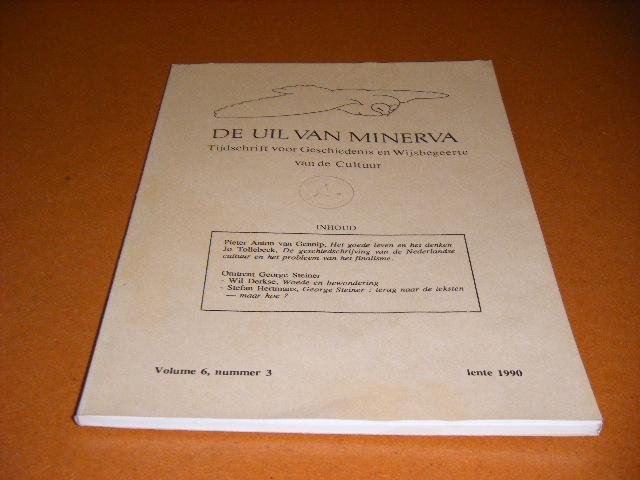 DE UIL VAN MINERVA
Tijdschrift voor Geschiedenis en Wijsbegeerte
van de Cultuur
INHOUD
Pieter Anton van Gennip, Het goede leven en het denken
Jo Tollebeek, De geschiedschrijving van de Nederlandse
cultuur en het probleem van het finalisme.
Omtrent George Steiner
- Wil Derkse, Woede en bewondering
- Stefan Hertmans, George Steiner : terug naar de teksten
— maar hoe ?
Volume 6, nummer 3
lente 1990